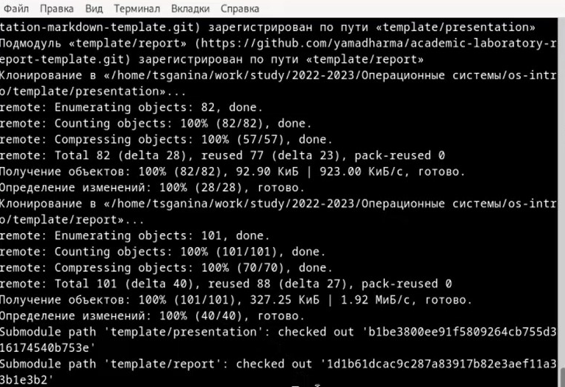 Файл Правка Вид Терминал Вкладки Справка
tation-markdown-template.git) зарегистрирован по пути «template/presentation»
Подмодуль «template/report» (https://github.com/yamadharma/academic-laboratory-r
eport-template.git) зарегистрирован по пути «template/report»
Клонирование в «/home/tsganina/work/study/2022-2023/Операционные системы/os-intr
o/template/presentation»...
remote: Enumerating objects: 82, done.
remote: Counting objects: 100% (82/82), done.
remote: Compressing objects: 100% (57/57), done.
remote: Total 82 (delta 28), reused 77 (delta 23), pack-reused 0
Получение объектов: 100% (82/82), 92.90 КиБ | 923.00 КиБ/с, готово.
Определение изменений: 100% (28/28), готово.
Клонирование в «/home/tsganina/work/study/2022-2023/Операционные системы/os-intr
o/template/report»...
remote: Enumerating objects: 101, done.
remote: Counting objects: 100% (101/101), done.
remote: Compressing objects: 100% (70/70), done.
remote: Total 101 (delta 40), reused 88 (delta 27), pack-reused 0
Получение объектов: 100% (101/101), 327.25 КиБ | 1.92 МиБ/с, готово.
Определение изменений: 100% (40/40), готово.
Submodule path 'template/presentation': checked out 'b1be3800ee91f5809264cb755d3
16174540b753e'
Submodule path 'template/report': checked out '1d1b61dcac9c287a83917b82e3aef11a3
3b1e3b2'